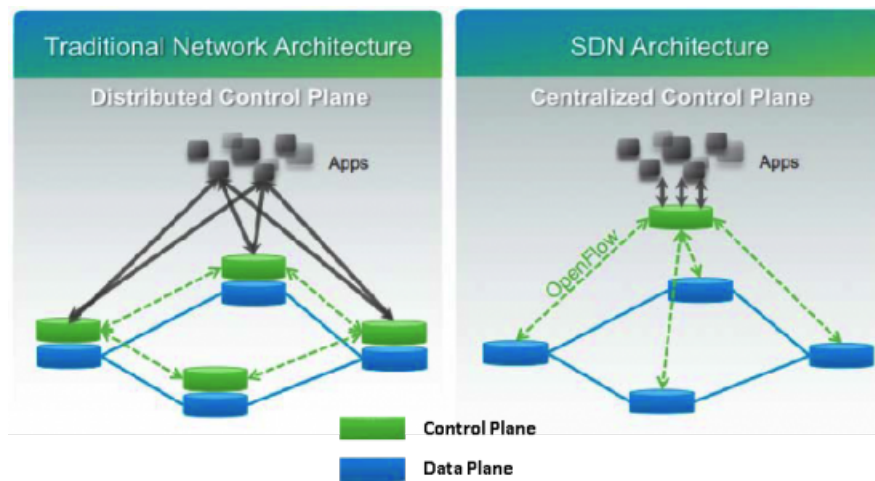 Traditional Network Architecture
Distributed Control Plane
Apps
SDN Architecture
Centralized Control Plane
Apps
OpenFlow
Control Plane
Data Plane